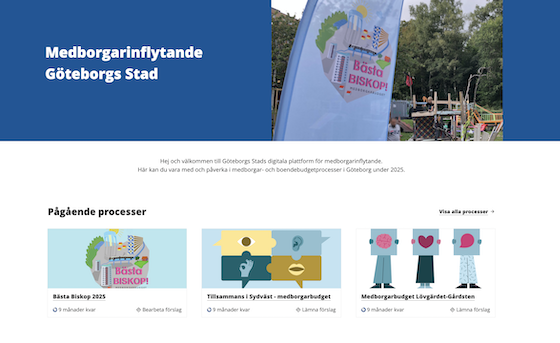 Medborgarinflytande
Göteborgs Stad
Bästa
BISKOP!
Hej och välkommen till Göteborgs Stads digitala plattform för medborgarinflytande.
Här kan du vara med och påverka i medborgar- och boendebudgetprocesser i Göteborg under 2025.
Pågående processer
Visa alla processer →
Bästa
BISKOP!
Bästa Biskop 2025
9 månader kvar
Bearbeta förslag
Tillsammans i Sydväst - medborgarbudget
9 månader kvar
Lämna förslag
Medborgarbudget Lövgärdet-Gårdsten
9 månader kvar
Lämna förslag